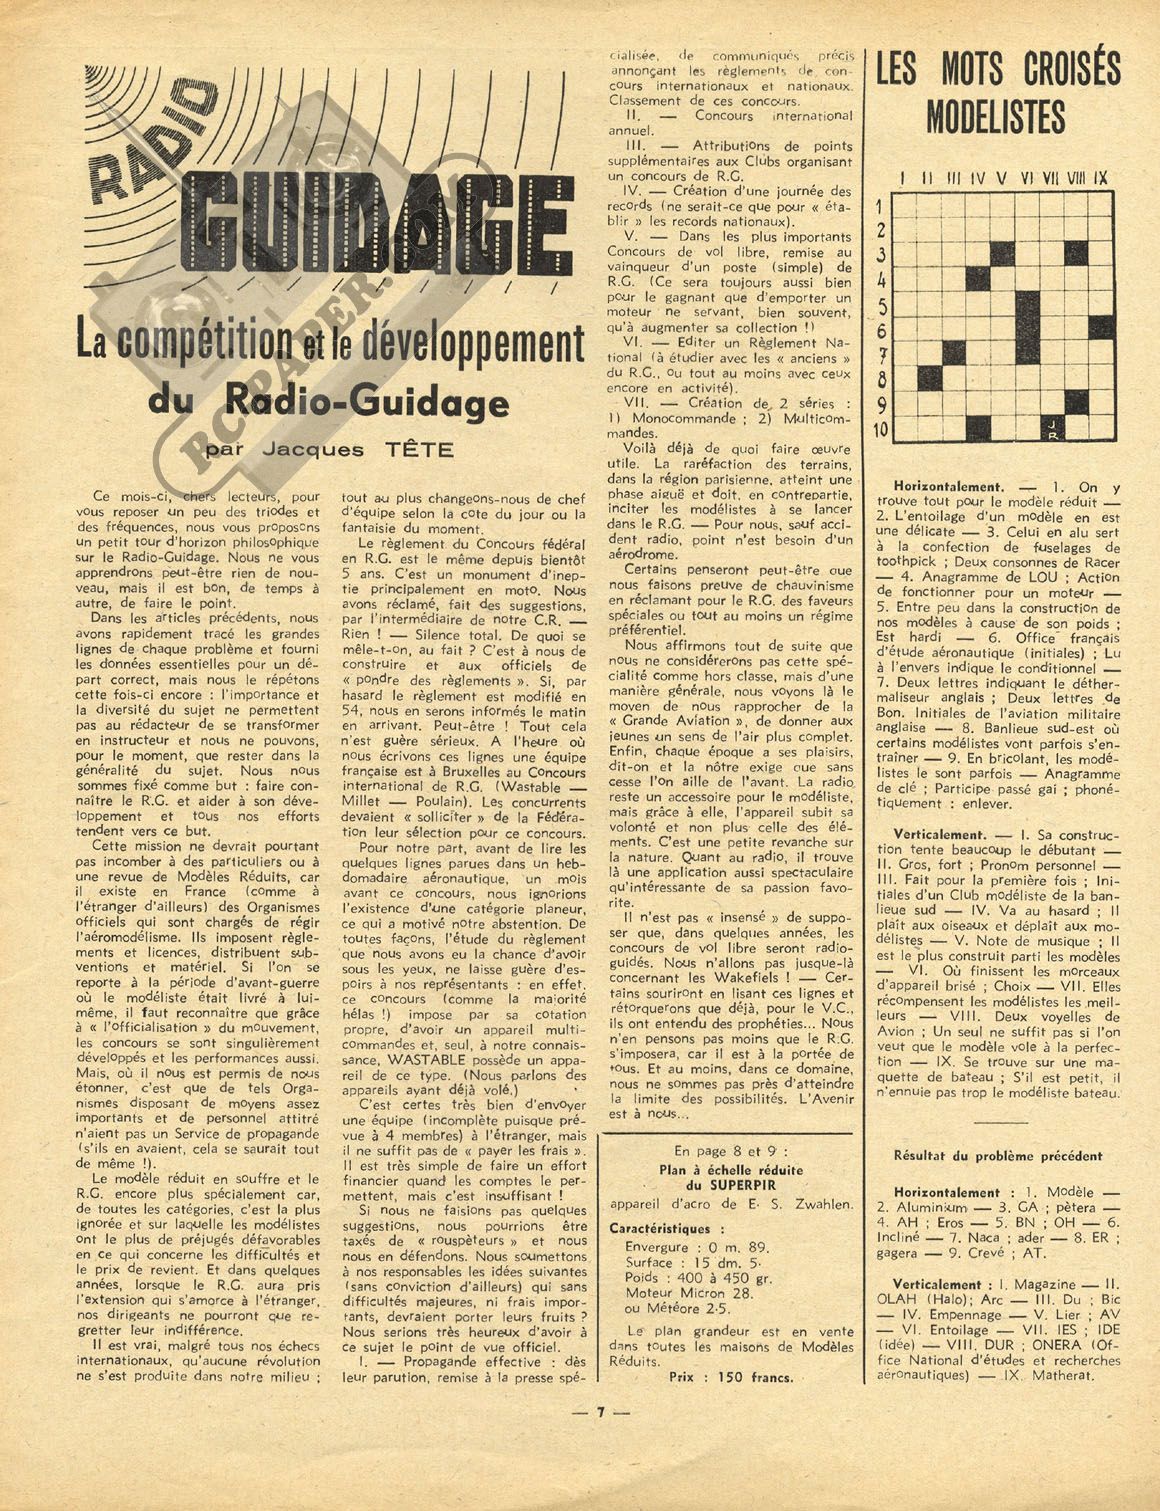 RADIO
GUIDAGE
La compétition et le développement
du Radio-Guidage
par Jacques TÊTE
Ce mois-ci, chers lecteurs, pour
vous reposer un peu des triodes et
des fréquences, nous vous proposons
un petit tour d'horizon philosophique
sur le Radio-Guidage. Nous ne vous
apprendrons peut-être rien de nou-
veau, mais il est bon, de temps à
autre, de faire le point.
Dans les articles précédents, nous
avons rapidement tracé les grandes
lignes de chaque problème et fourni
les données essentielles pour un dé-
part correct, mais nous le répétons
cette fois-ci encore : l'importance et
la diversité du sujet ne permettent
pas au rédacteur de se transformer
en instructeur et nous ne pouvons,
pour le moment, que rester dans la
généralité du sujet. Nous nous
sommes fixé comme but : faire con-
naître le R.G. et aider à son déve-
loppement et tous nos efforts
tendent vers ce but.
Cette mission ne devrait pourtant
pas incomber à des particuliers ou à
une revue de Modèles Réduits, car
il existe en France (comme à
l'étranger d'ailleurs) des Organismes
officiels qui sont chargés de régir
l'aéromodélisme. Ils imposent règle-
ments et licences, distribuent sub-
ventions et matériel. Si l'on se
reporte à la période d'avant-guerre
où le modéliste était livré à lui-
même, il faut reconnaître que grâce
à « l'officialisation » du mouvement,
les concours se sont singulièrement
développés et les performances aussi.
Mais, où il nous est permis de nous
étonner, c'est que de tels Orga-
nismes disposant de moyens assez
importants et de personnel attitré
n'aient pas un Service de propagande
(s'ils en avaient, cela se saurait tout
de même !).
Le modèle réduit en souffre et le
R.G. encore plus spécialement car,
de toutes les catégories, c'est la plus
ignorée et sur laquelle les modélistes
ont le plus de préjugés défavorables
en ce qui concerne les difficultés et
le prix de revient. Et dans quelques
années, lorsque le R.G. aura pris
l'extension qui s'amorce à l'étranger,
nos dirigeants ne pourront que re-
gretter leur indifférence.
Il est vrai, malgré tous nos échecs
internationaux, qu'aucune révolution
ne s'est produite dans notre milieu ;
tout au plus changeons-nous de chef
d'équipe selon la cote du jour ou la
fantaisie du moment.
Le règlement du Concours fédéral
en R.G. est le même depuis bientôt
5 ans. C'est un monument d'inep-
tie principalement en moto. Nous
avons réclamé, fait des suggestions,
par l'intermédiaire de notre C.R. —
Rien ! — Silence total. De quoi se
mêle-t-on, au fait ? C'est à nous de
construire et aux officiels de
« pondre des règlements ». Si, par
hasard le règlement est modifié en
54, nous en serons informés le matin
en arrivant. Peut-être ! Tout cela
n'est guère sérieux. A l'heure où
nous écrivons ces lignes une équipe
française est à Bruxelles au Concours
international de R.G. (Wastable —
Millet — Poulain). Les concurrents
devaient « solliciter » de la Fédéra-
tion leur sélection pour ce concours.
Pour notre part, avant de lire les
quelques lignes parues dans un heb-
domadaire aéronautique, un mois
avant ce concours, nous ignorions
l'existence d'une catégorie planeur,
ce qui a motivé notre abstention. De
toutes façons, l'étude du règlement
que nous avons eu la chance d'avoir
sous les yeux, ne laisse guère d'es-
poirs à nos représentants : en effet,
ce concours (comme la majorité
hélas !) impose par sa cotation
propre, d'avoir un appareil multi-
commandes et, seul, à notre connais-
sance, WASTABLE possède un appa-
reil de ce type. (Nous parlons des
appareils ayant déjà volé.)
C'est certes très bien d'envoyer
une équipe (incomplète puisque pré-
vue à 4 membres) à l'étranger, mais
il ne suffit pas de « payer les frais ».
Il est très simple de faire un effort
financier quand les comptes le per-
mettent, mais c'est insuffisant !
Si nous ne faisions pas quelques
suggestions, nous pourrions être
taxés de « rouspèteurs » et nous
nous en défendons. Nous soumettons
à nos responsables les idées suivantes
(sans conviction d'ailleurs) qui sans
difficultés majeures, ni frais impor-
tants, devraient porter leurs fruits ?
Nous serions très heureux d'avoir à
ce sujet le point de vue officiel.
I. — Propagande effective : dès
leur parution, remise à la presse spé-
cialisée, de communiqués précis
annonçant les règlements de con-
cours internationaux et nationaux.
Classement de ces concours.
II. — Concours international
annuel.
III. — Attributions de points
supplémentaires aux Clubs organisant
un concours de R.G.
IV. — Création d'une journée des
records (ne serait-ce que pour « éta-
blir » les records nationaux).
V. — Dans les plus importants
Concours de vol libre, remise au
vainqueur d'un poste (simple) de
R.G. (Ce sera toujours aussi bien
pour le gagnant que d'emporter un
moteur ne servant, bien souvent,
qu'à augmenter sa collection !)
VI. — Editer un Règlement Na-
tional (à étudier avec les « anciens »
du R.G., ou tout au moins avec ceux
encore en activité).
VII. — Création de 2 séries :
1) Monocommande ; 2) Multicom-
mandes.
Voilà déjà de quoi faire œuvre
utile. La raréfaction des terrains,
dans la région parisienne, atteint une
phase aiguë et doit, en contrepartie,
inciter les modélistes à se lancer
dans le R.G. — Pour nous, sauf acci-
dent radio, point n'est besoin d'un
aérodrome.
Certains penseront peut-être que
nous faisons preuve de chauvinisme
en réclamant pour le R.G. des faveurs
spéciales ou tout au moins un régime
préférentiel.
Nous affirmons tout de suite que
nous ne considérerons pas cette spé-
cialité comme hors classe, mais d'une
manière générale, nous voyons là le
moyen de nous rapprocher de la
« Grande Aviation », de donner aux
jeunes un sens de l'air plus complet.
Enfin, chaque époque a ses plaisirs,
dit-on et la nôtre exige que sans
cesse l'on aille de l'avant. La radio
reste un accessoire pour le modéliste,
mais grâce à elle, l'appareil subit sa
volonté et non plus celle des élé-
ments. C'est une petite revanche sur
la nature. Quant au radio, il trouve
là une application aussi spectaculaire
qu'intéressante de sa passion favo-
rite.
Il n'est pas « insensé » de suppo-
ser que, dans quelques années, les
concours de vol libre seront radio-
guidés. Nous n'allons pas jusque-là
concernant les Wakefiels ! — Cer-
tains souriront en lisant ces lignes et
rétorquerons que déjà, pour le V.C.,
ils ont entendu des prophéties... Nous
n'en pensons pas moins que le R.G.
s'imposera, car il est à la portée de
tous. Et au moins, dans ce domaine,
nous ne sommes pas près d'atteindre
la limite des possibilités. L'Avenir
est à nous...
En page 8 et 9 :
Plan à échelle réduite
du SUPERPIR
appareil d'acro de E. S. Zwahlen.
Caractéristiques :
Envergure : 0 m. 89.
Surface : 15 dm. 5.
Poids : 400 à 450 gr.
Moteur Micron 28.
ou Météore 2.5.
Le plan grandeur est en vente
dans toutes les maisons de Modèles
Réduits.
Prix : 150 francs.
LES MOTS CROISÉS
MODELISTES
I II III IV V VI VII VIII IX
1
2
3
4
5
6
7
8
9
10
J
R
Horizontalement. — 1. On y
trouve tout pour le modèle réduit —
2. L'entoilage d'un modèle en est
une délicate — 3. Celui en alu sert
à la confection de fuselages de
toothpick ; Deux consonnes de Racer
— 4. Anagramme de LOU ; Action
de fonctionner pour un moteur —
5. Entre peu dans la construction de
nos modèles à cause de son poids ;
Est hardi — 6. Office français
d'étude aéronautique (initiales) ; Lu
à l'envers indique le conditionnel —
7. Deux lettres indiquant le déther-
maliseur anglais ; Deux lettres de
Bon. Initiales de l'aviation militaire
anglaise — 8. Banlieue sud-est où
certains modélistes vont parfois s'en-
traîner — 9. En bricolant, les modé-
listes le sont parfois — Anagramme
de clé ; Participe passé gai ; phoné-
tiquement : enlever.
Verticalement. — I. Sa construc-
tion tente beaucoup le débutant —
II. Gros, fort ; Pronom personnel —
III. Fait pour la première fois ; Ini-
tiales d'un Club modéliste de la ban-
lieue sud — IV. Va au hasard ; Il
plaît aux oiseaux et déplaît aux mo-
délistes — V. Note de musique ; Il
est le plus construit parti les modèles
— VI. Où finissent les morceaux
d'appareil brisé ; Choix — VII. Elles
récompensent les modélistes les meil-
leurs — VIII. Deux voyelles de
Avion ; Un seul ne suffit pas si l'on
veut que le modèle vole à la perfec-
tion — IX. Se trouve sur une ma-
quette de bateau ; S'il est petit, il
n'ennuie pas trop le modéliste bateau.
Résultat du problème précédent
Horizontalement : 1. Modèle —
2. Aluminium — 3. GA ; pètera —
4. AH ; Eros — 5. BN ; OH — 6.
Incliné — 7. Naca ; ader — 8. ER ;
gagera — 9. Crevé ; AT.
Verticalement : I. Magazine — II.
OLAH (Halo); Arc — III. Du ; Bic
— IV. Empennage — V. Lier ; AV
— VI. Entoilage — VII. IES ; IDE
(idée) — VIII. DUR ; ONERA (Of-
fice National d'études et recherches
aéronautiques) — IX. Matherat.
— 7 —
RCPAPER.COM